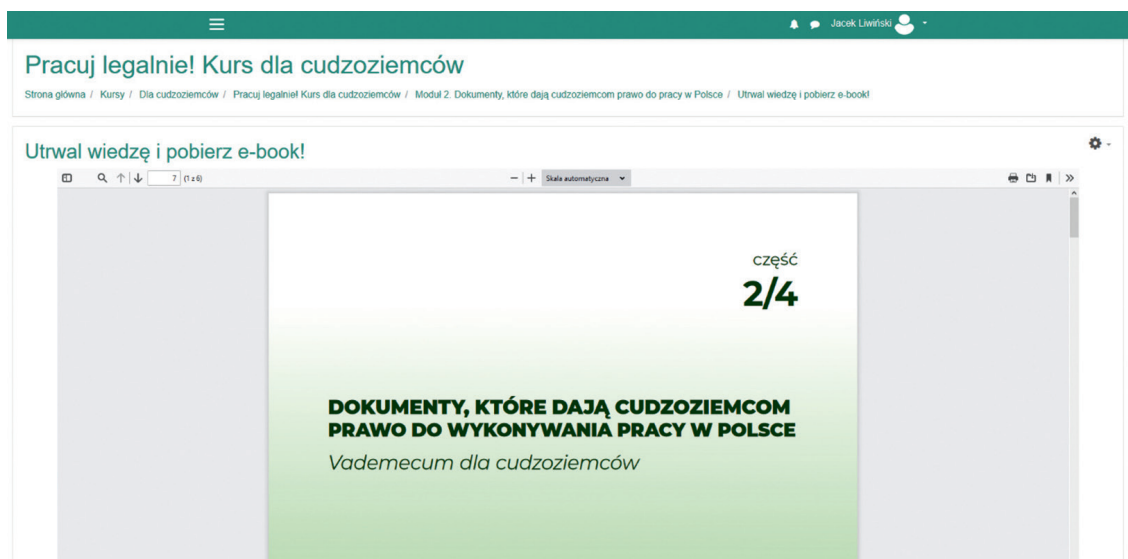 Jacek Liwiński
Pracuj legalnie! Kurs dla cudzoziemców
Strona główna / Kursy / Dla cudzoziemców / Pracuj legalnie! Kurs dla cudzoziemców / Moduł 2. Dokumenty, które dają cudzoziemcom prawo do pracy w Polsce / Utrwal wiedzę i pobierz e-book!
Utrwal wiedzę i pobierz e-book!
7 (1 z 6) Skala automatyczna
część
2/4
DOKUMENTY, KTÓRE DAJĄ CUDZOZIEMCOM
PRAWO DO WYKONYWANIA PRACY W POLSCE
Vademecum dla cudzoziemców